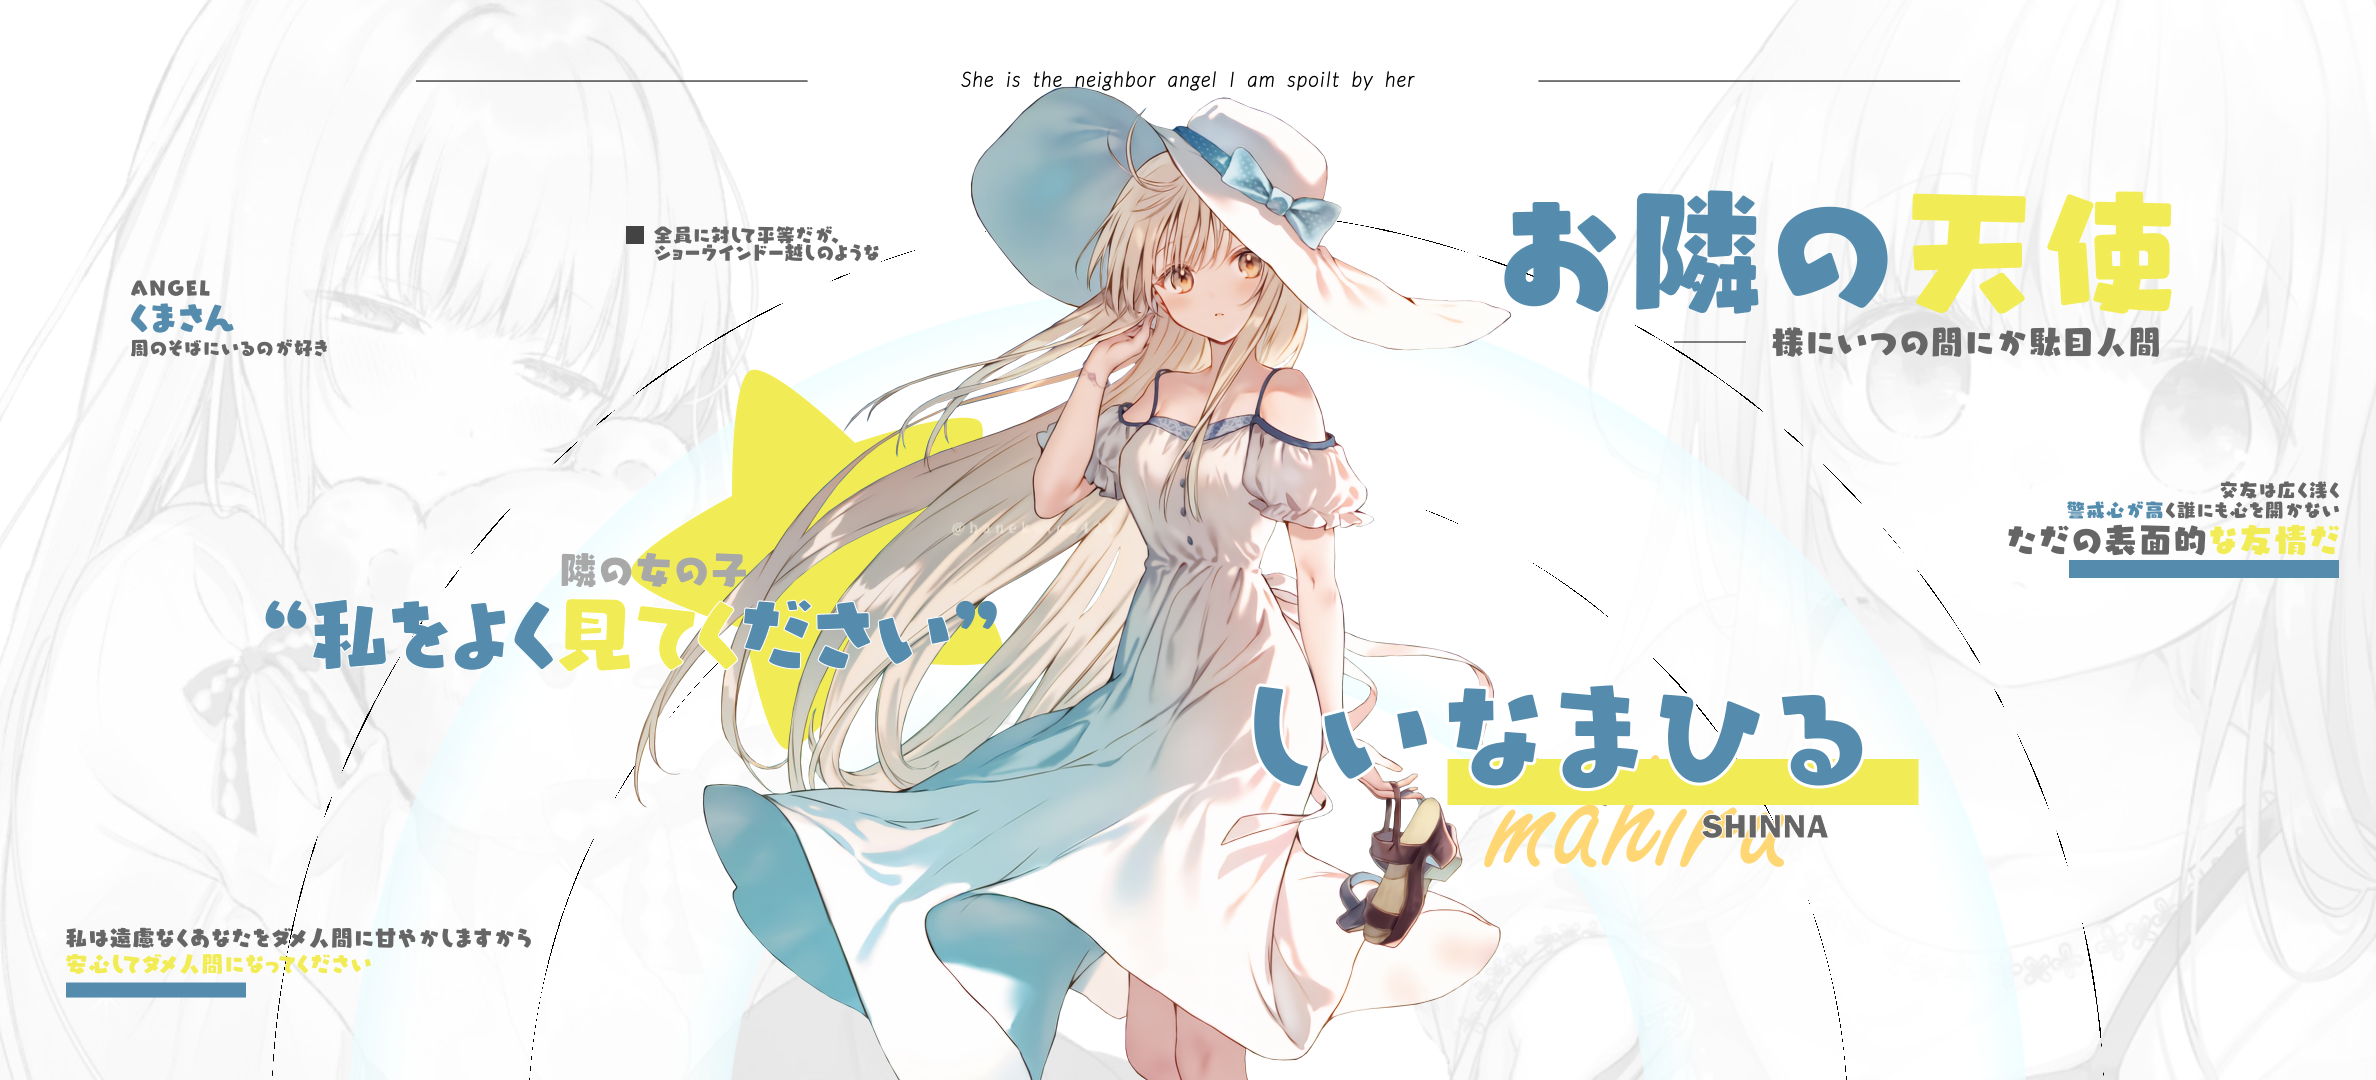 She is the neighbor angel I am spoilt by her
お隣の天使
様にいつの間にか駄目人間
全員に対して平等だが、
ショーウインドー越しのような
ANGEL
くまさん
周のそばにいるのが好き
交友は広く浅く
警戒心が高く誰にも心を開かない
ただの表面的な友情だ
隣の女の子
“私をよく見てください”
しいなまひる
mahiru
SHINNA
私は遠慮なくあなたをダメ人間に甘やかしますから
安心してダメ人間になってください